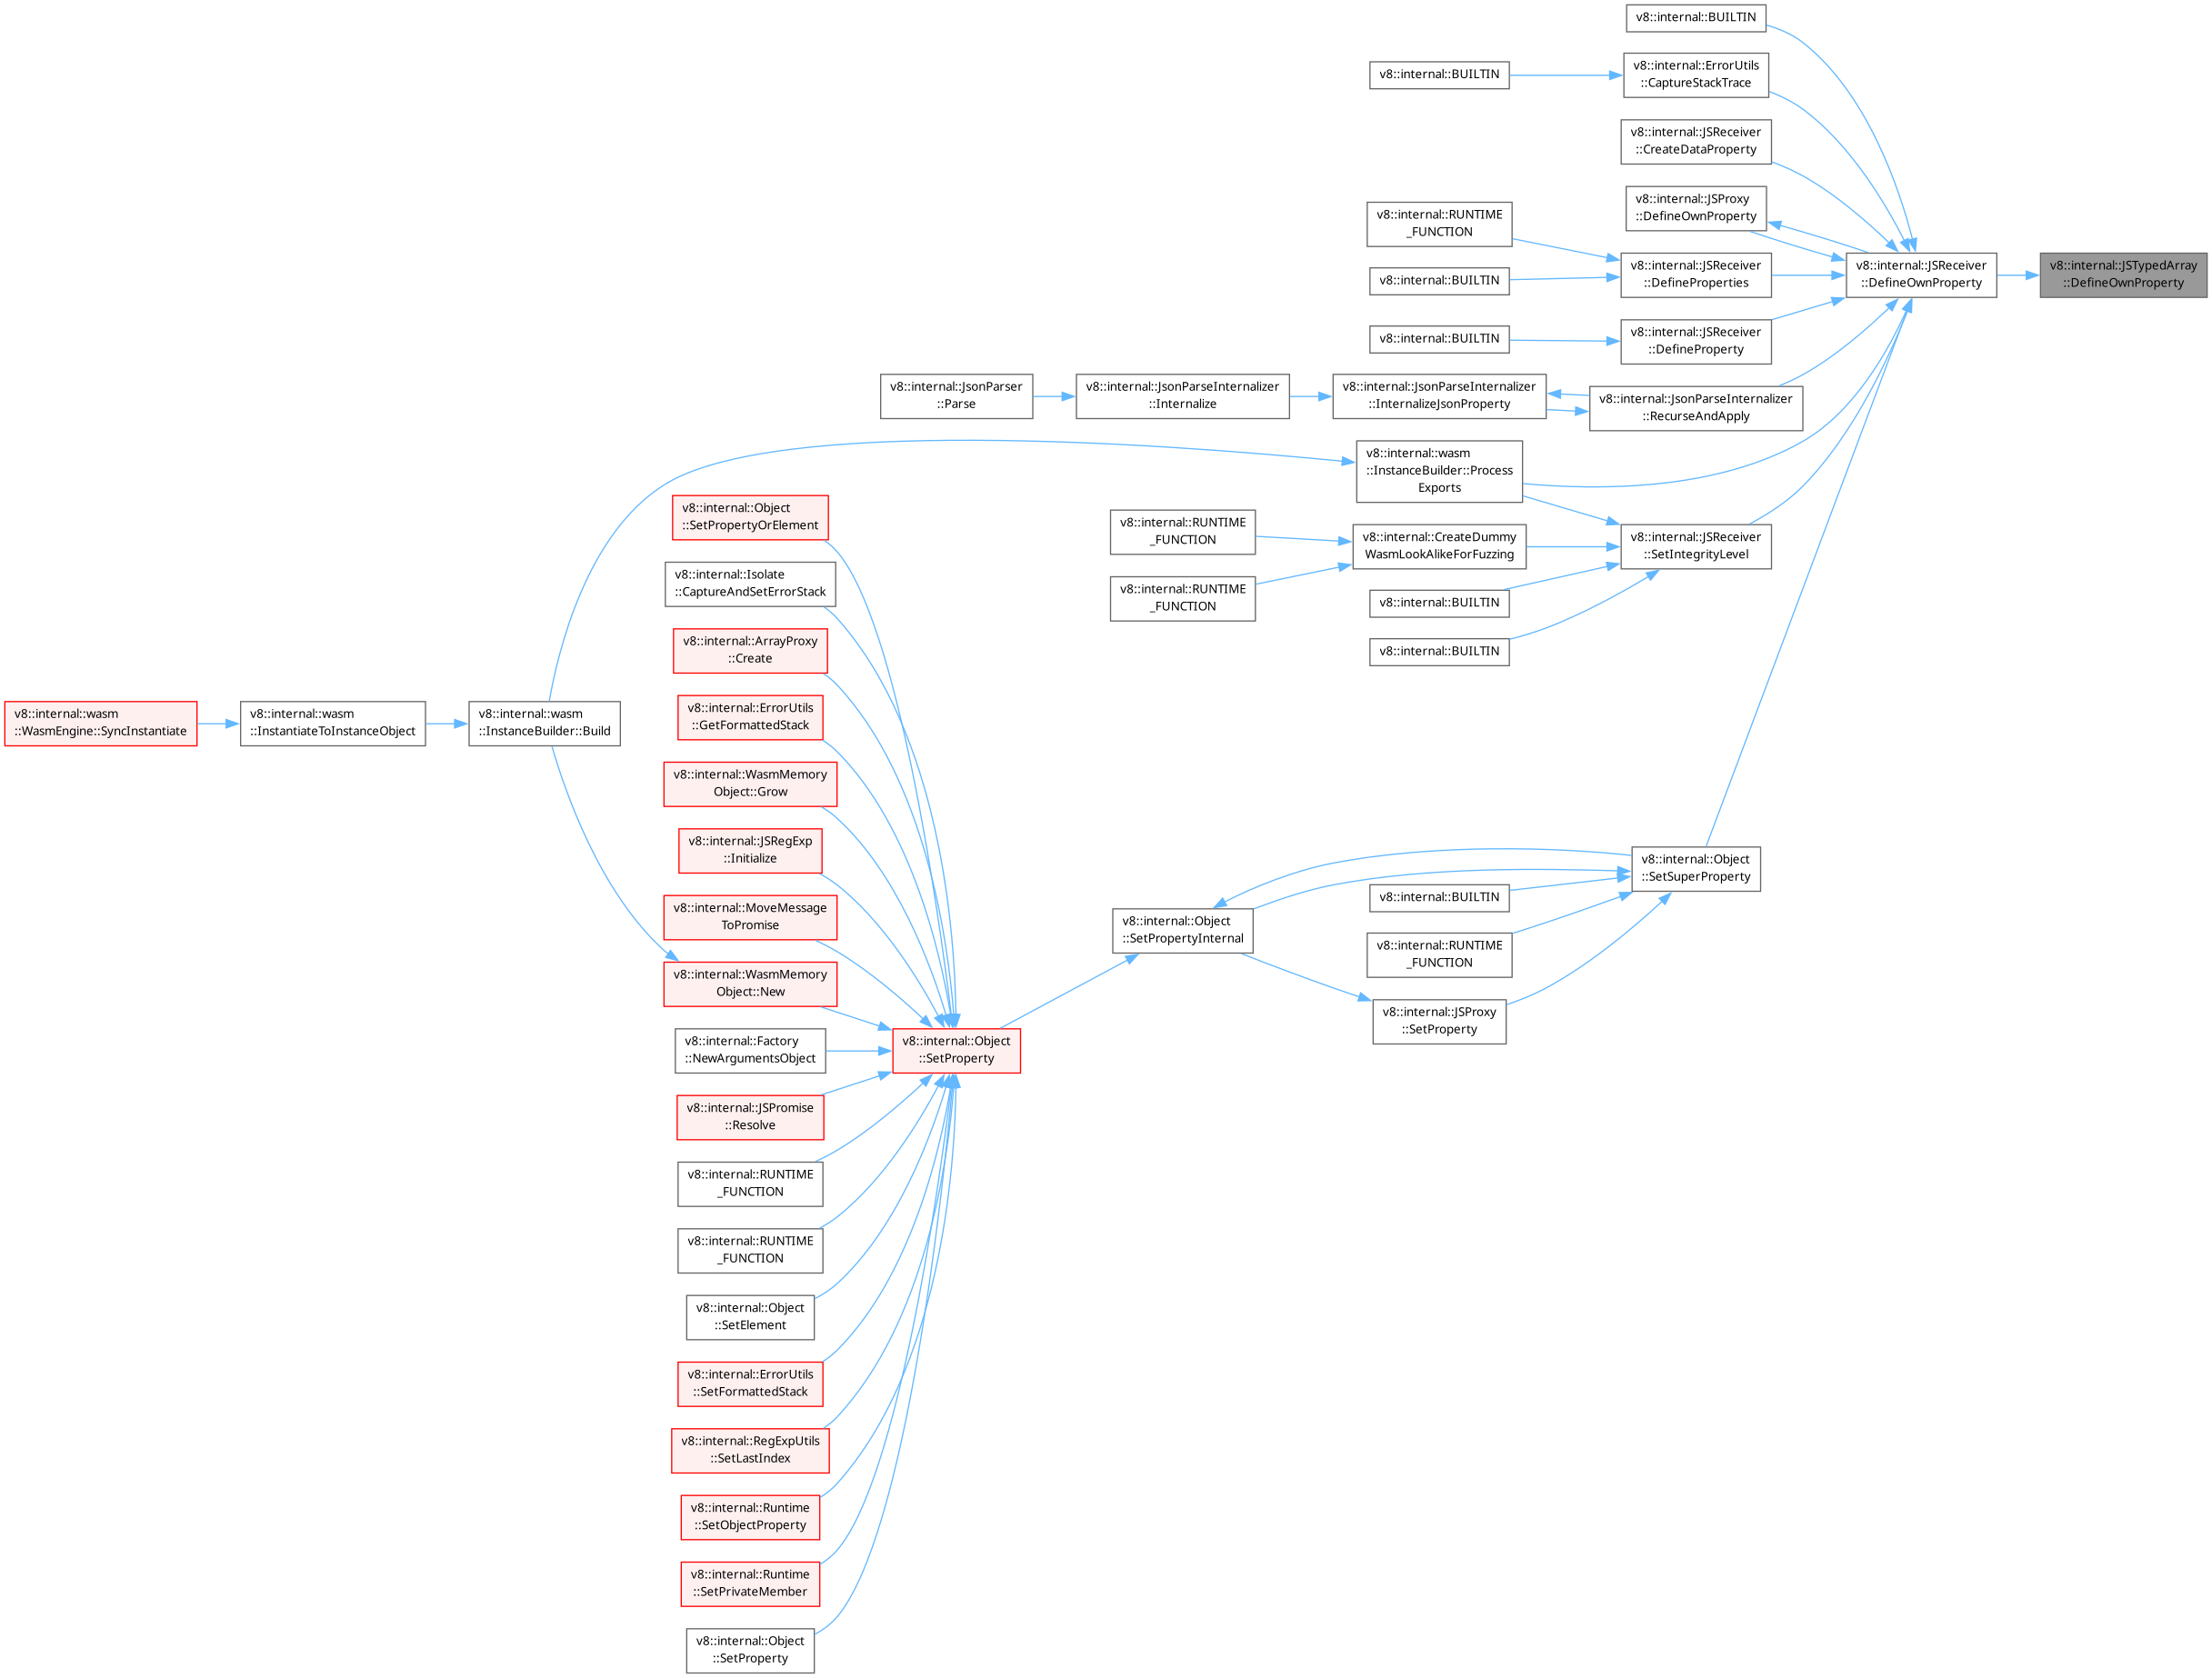 v8::internal::BUILTIN
v8::internal::ErrorUtils
::CaptureStackTrace
v8::internal::BUILTIN
v8::internal::JSReceiver
::CreateDataProperty
v8::internal::JSProxy
::DefineOwnProperty
v8::internal::RUNTIME
_FUNCTION
v8::internal::JSReceiver
::DefineProperties
v8::internal::JSReceiver
::DefineOwnProperty
v8::internal::JSTypedArray
::DefineOwnProperty
v8::internal::BUILTIN
v8::internal::BUILTIN
v8::internal::JSReceiver
::DefineProperty
v8::internal::JsonParser
::Parse
v8::internal::JsonParseInternalizer
::Internalize
v8::internal::JsonParseInternalizer
::InternalizeJsonProperty
v8::internal::JsonParseInternalizer
::RecurseAndApply
v8::internal::wasm
::InstanceBuilder::Process
Exports
v8::internal::Object
::SetPropertyOrElement
v8::internal::RUNTIME
_FUNCTION
v8::internal::CreateDummy
WasmLookAlikeForFuzzing
v8::internal::JSReceiver
::SetIntegrityLevel
v8::internal::Isolate
::CaptureAndSetErrorStack
v8::internal::RUNTIME
_FUNCTION
v8::internal::BUILTIN
v8::internal::BUILTIN
v8::internal::ArrayProxy
::Create
v8::internal::wasm
::WasmEngine::SyncInstantiate
v8::internal::wasm
::InstantiateToInstanceObject
v8::internal::wasm
::InstanceBuilder::Build
v8::internal::ErrorUtils
::GetFormattedStack
v8::internal::WasmMemory
Object::Grow
v8::internal::JSRegExp
::Initialize
v8::internal::Object
::SetSuperProperty
v8::internal::MoveMessage
ToPromise
v8::internal::Object
::SetPropertyInternal
v8::internal::BUILTIN
v8::internal::RUNTIME
_FUNCTION
v8::internal::WasmMemory
Object::New
v8::internal::JSProxy
::SetProperty
v8::internal::Factory
::NewArgumentsObject
v8::internal::Object
::SetProperty
v8::internal::JSPromise
::Resolve
v8::internal::RUNTIME
_FUNCTION
v8::internal::RUNTIME
_FUNCTION
v8::internal::Object
::SetElement
v8::internal::ErrorUtils
::SetFormattedStack
v8::internal::RegExpUtils
::SetLastIndex
v8::internal::Runtime
::SetObjectProperty
v8::internal::Runtime
::SetPrivateMember
v8::internal::Object
::SetProperty